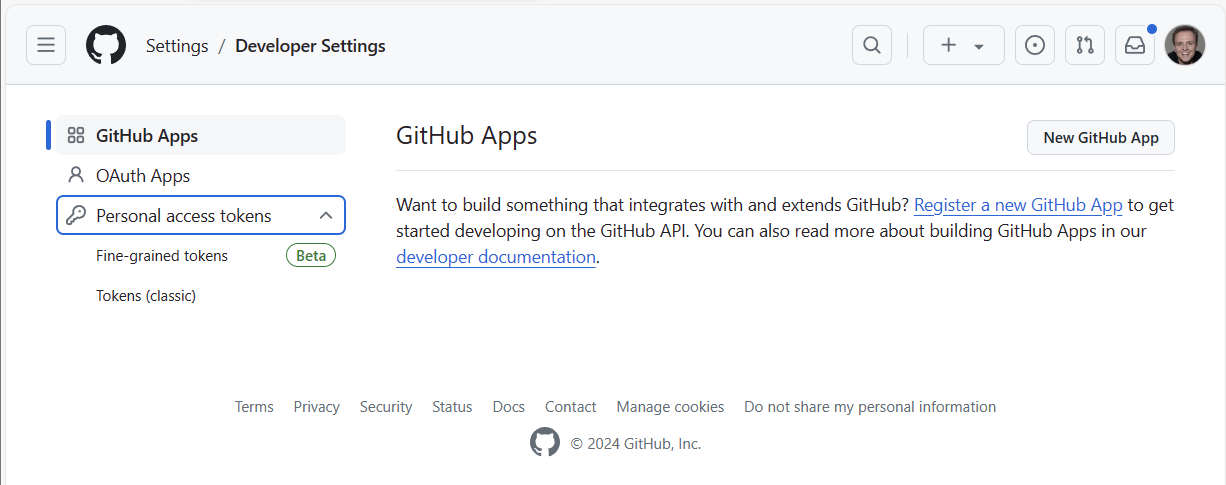 Settings / Developer Settings
GitHub Apps
OAuth Apps
Personal access tokens
Fine-grained tokens Beta
Tokens (classic)
GitHub Apps
New GitHub App
Want to build something that integrates with and extends GitHub? Register a new GitHub App to get
started developing on the GitHub API. You can also read more about building GitHub Apps in our
developer documentation.
Terms Privacy Security Status Docs Contact Manage cookies Do not share my personal information
© 2024 GitHub, Inc.